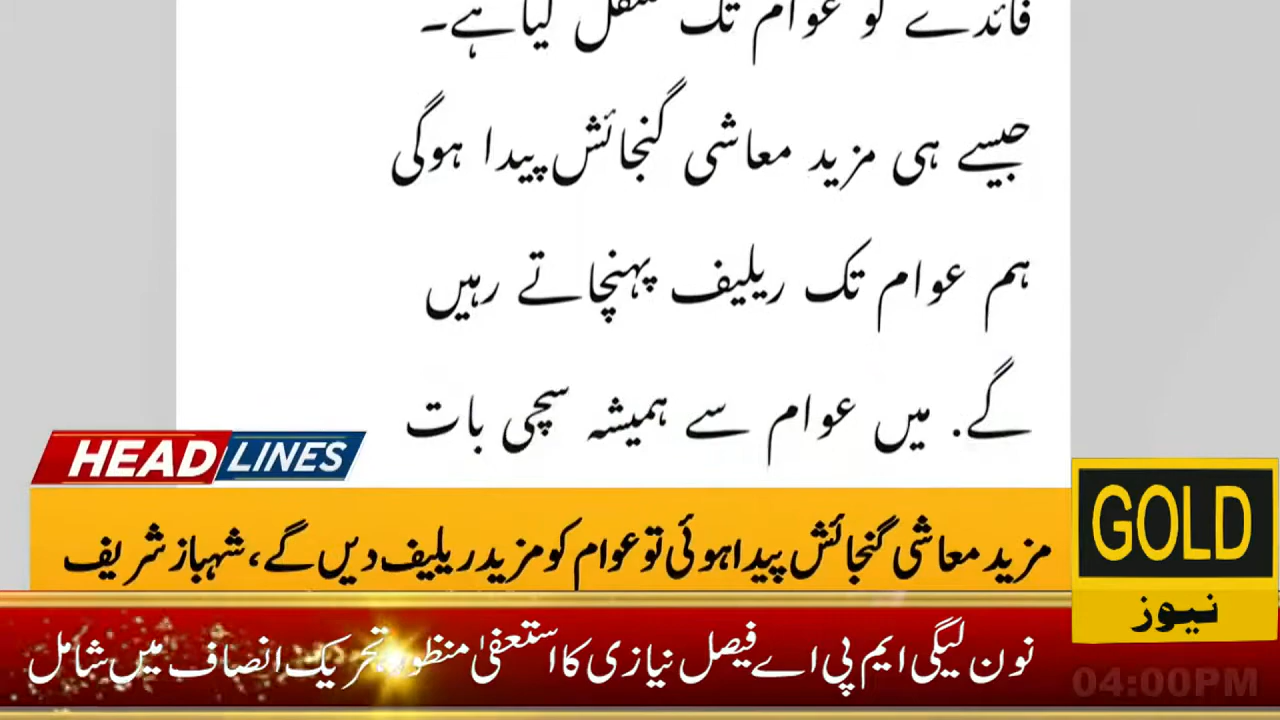 فائدے کو عوام تک منتقل کیا ہے۔
جیسے ہی مزید معاشی گنجائش پیدا ہوگی
ہم عوام تک ریلیف پہنچاتے رہیں
گے. میں عوام سے ہمیشہ سچی بات
HEADLINES
مزید معاشی گنجائش پیدا ہوئی تو عوام کو مزید ریلیف دیں گے، شہباز شریف
GOLD
نیوز
نون لیگی ایم پی اے فیصل نیازی کا استعفیٰ منظور، تحریک انصاف میں شامل
04:00PM